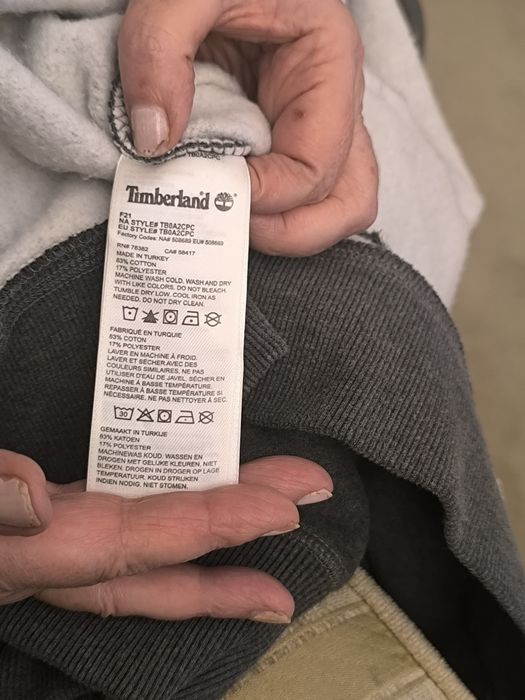 TB0A2CPC
Timberland
F21
NA STYLE# TB0A2CPC
EU STYLE# TB0A2CPC
Factory Codes: NA# 508689 EU# 508689
RN# 76382 CA# 58417
MADE IN TURKEY
83% COTTON
17% POLYESTER
MACHINE WASH COLD. WASH AND DRY
WITH LIKE COLORS. DO NOT BLEACH.
TUMBLE DRY LOW. COOL IRON AS
NEEDED. DO NOT DRY CLEAN.
FABRIQUÉ EN TURQUIE
83% COTON
17% POLYESTER
LAVER EN MACHINE À FROID.
LAVER ET SÉCHER AVEC DES
COULEURS SIMILAIRES, NE PAS
UTILISER D'EAU DE JAVEL, SÉCHER EN
MACHINE À BASSE TEMPÉRATURE.
REPASSER À BASSE TEMPÉRATURE SI
NÉCESSAIRE. NE PAS NETTOYER À SEC.
30
GEMAAKT IN TURKIJE
83% KATOEN
17% POLYESTER
MACHINEWAS KOUD. WASSEN EN
DROGEN MET GELIJKE KLEUREN, NIET
BLEKEN. DROGEN IN DROGER OP LAGE
TEMPERATUUR. KOUD STRIJKEN
INDIEN NODIG. NIET STOMEN.